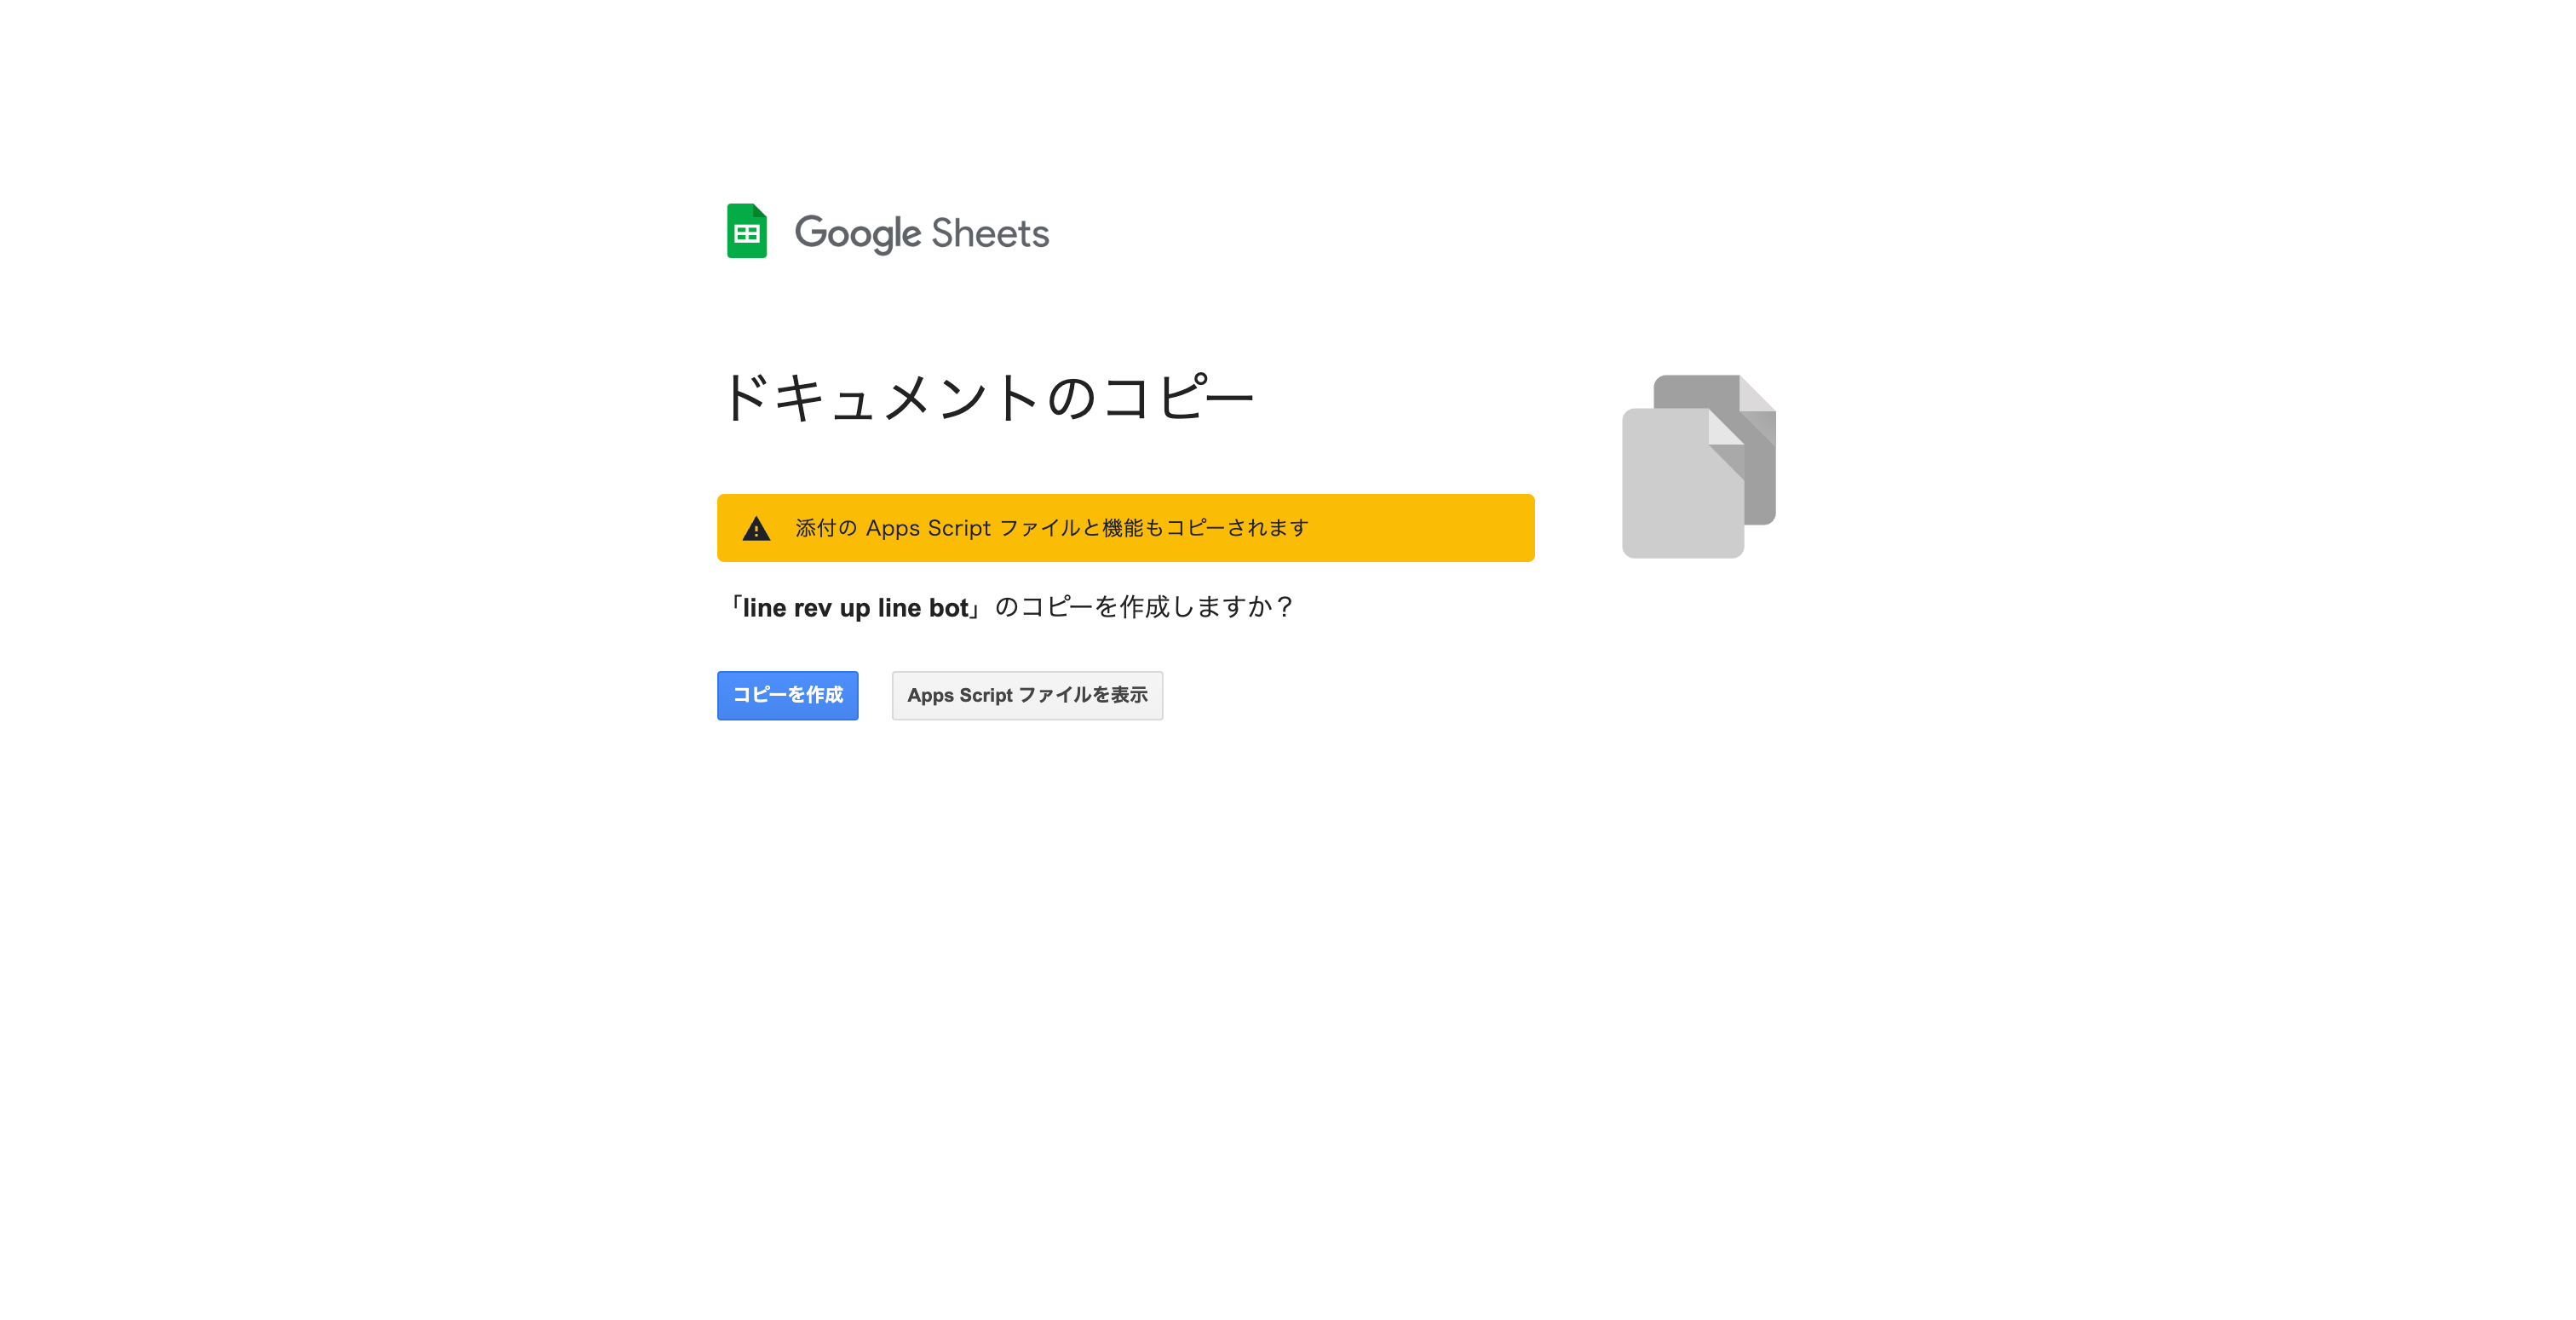 Google Sheets
ドキュメントのコピー
添付の Apps Script ファイルと機能もコピーされます
「line rev up line bot」のコピーを作成しますか？
コピーを作成
Apps Script ファイルを表示